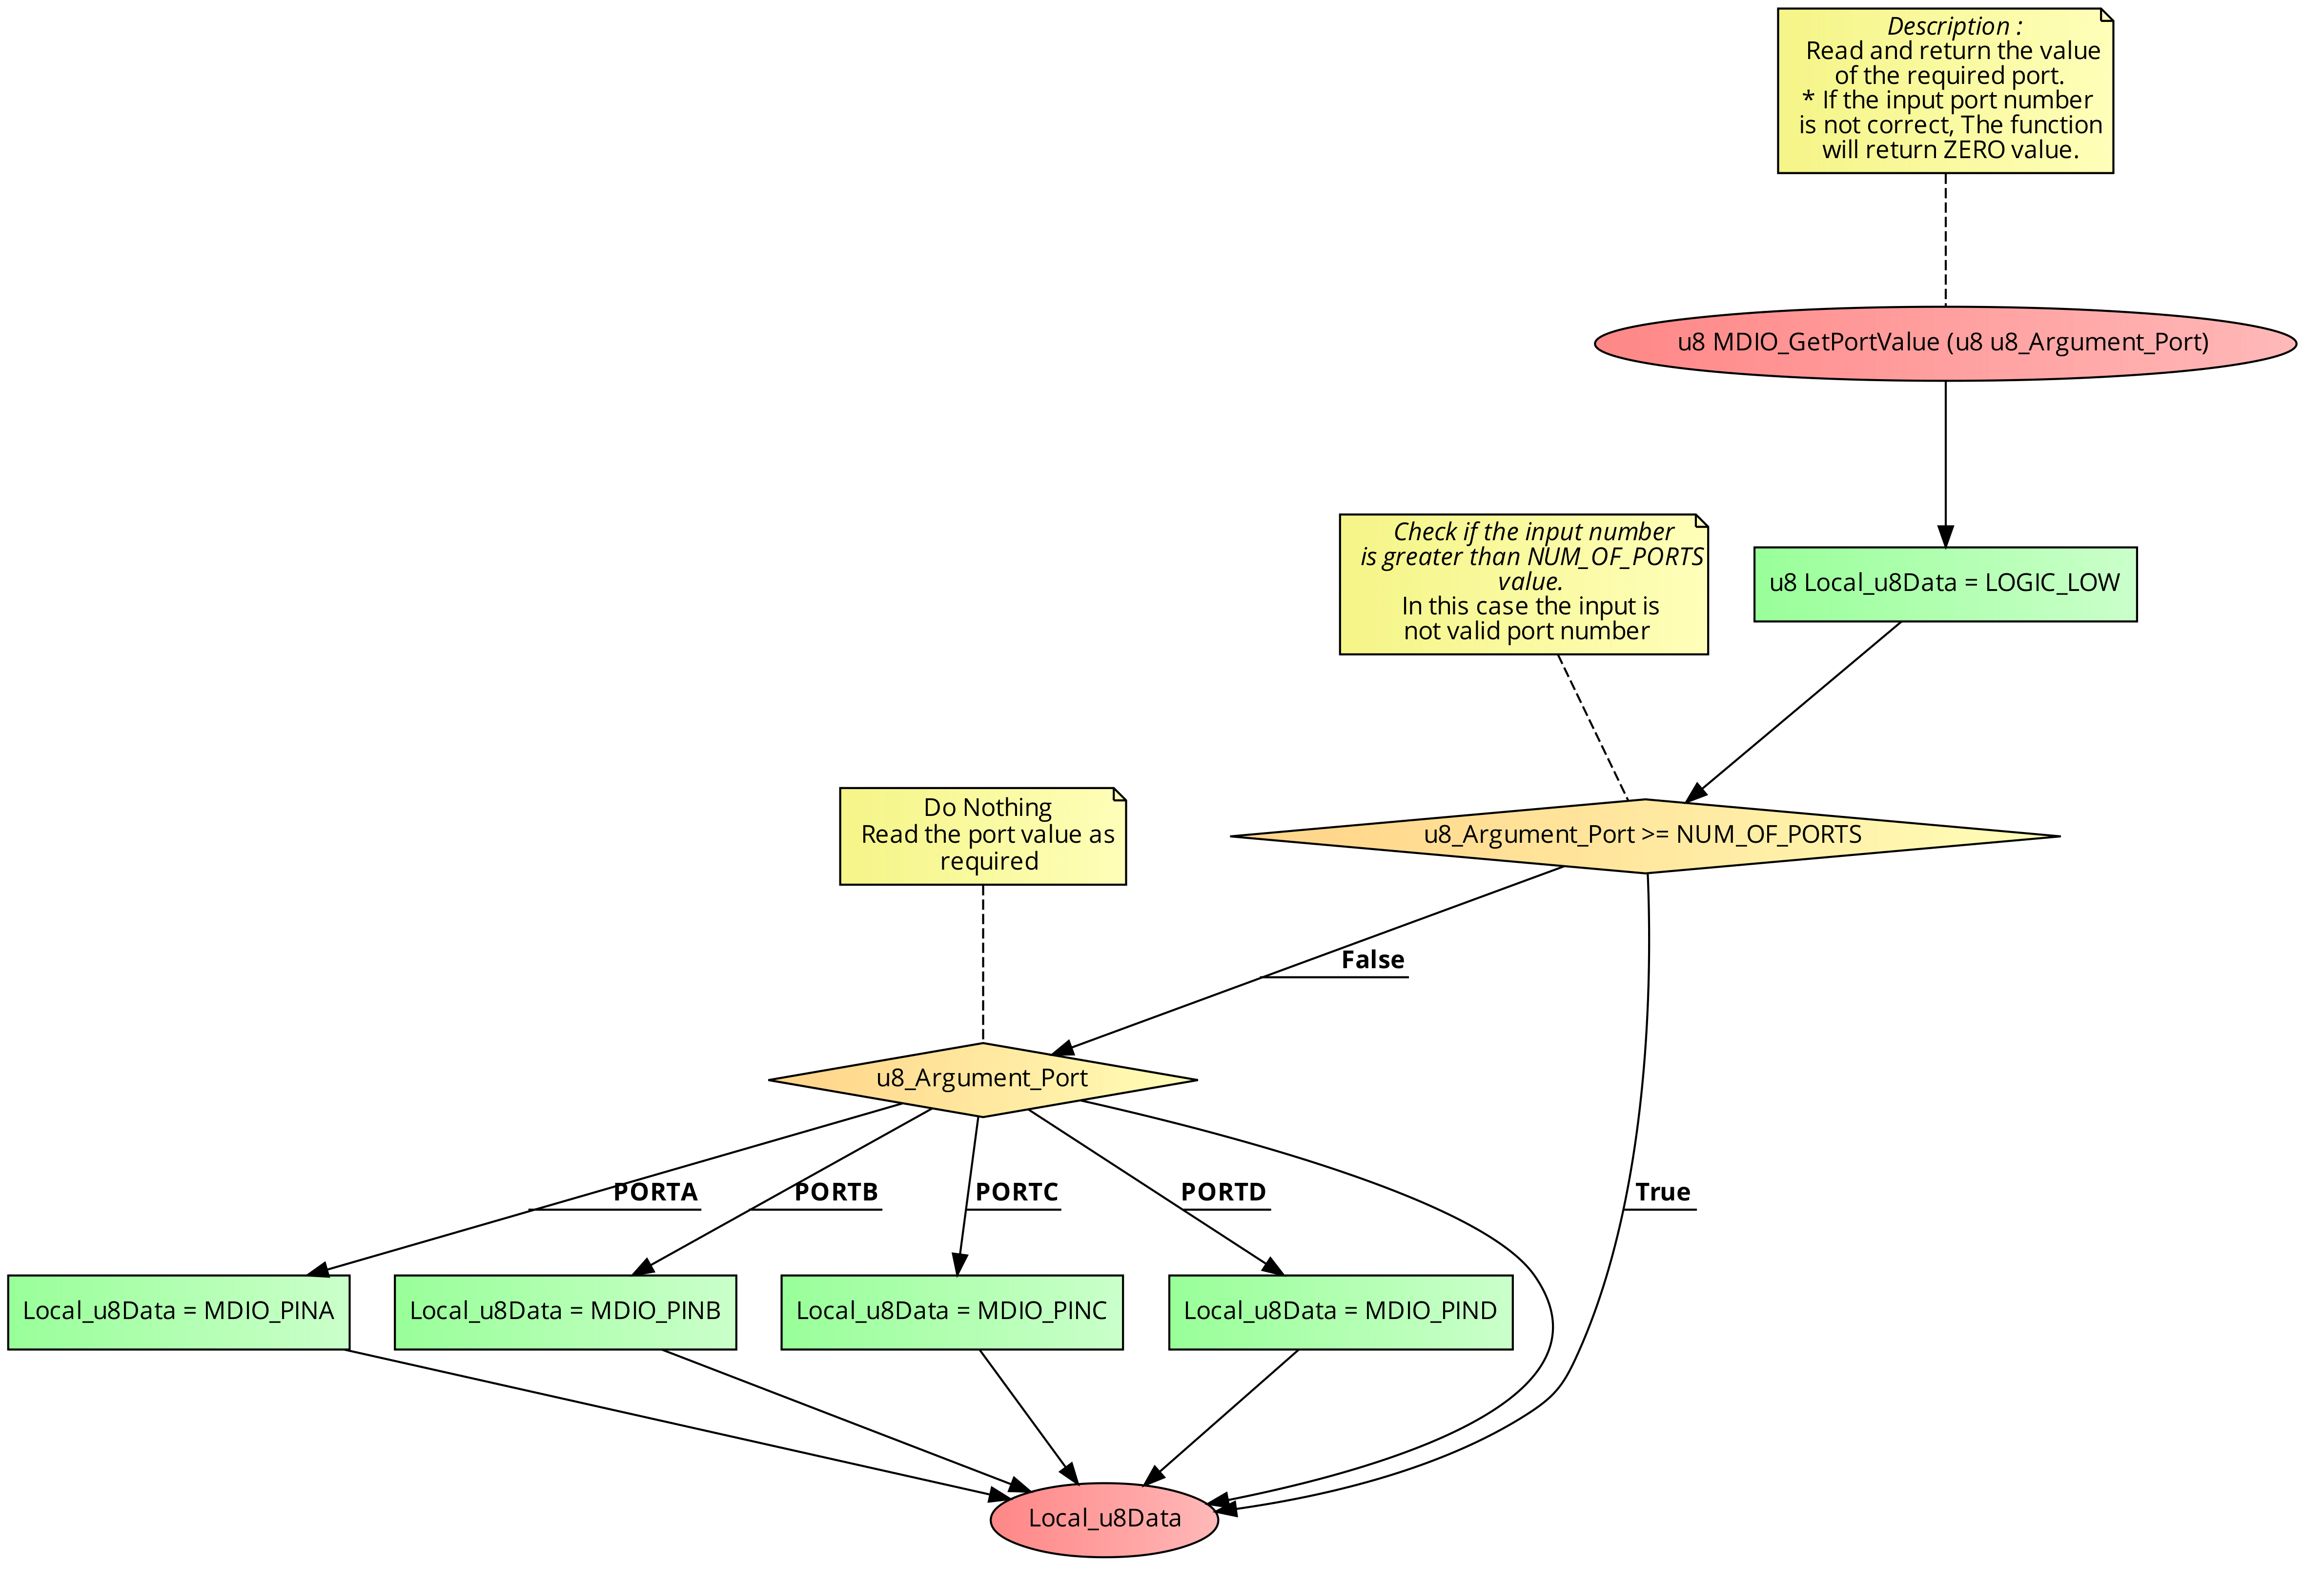 Description :
Read and return the value
of the required port.
* If the input port number
is not correct, The function
will return ZERO value.
u8 MDIO_GetPortValue (u8 u8_Argument_Port)
Check if the input number
is greater than NUM_OF_PORTS
value.
In this case the input is
not valid port number
u8 Local_u8Data = LOGIC_LOW
Do Nothing
Read the port value as
required
u8_Argument_Port >= NUM_OF_PORTS
False
u8_Argument_Port
PORTA
PORTB
PORTC
PORTD
True
Local_u8Data = MDIO_PINA
Local_u8Data = MDIO_PINB
Local_u8Data = MDIO_PINC
Local_u8Data = MDIO_PIND
Local_u8Data